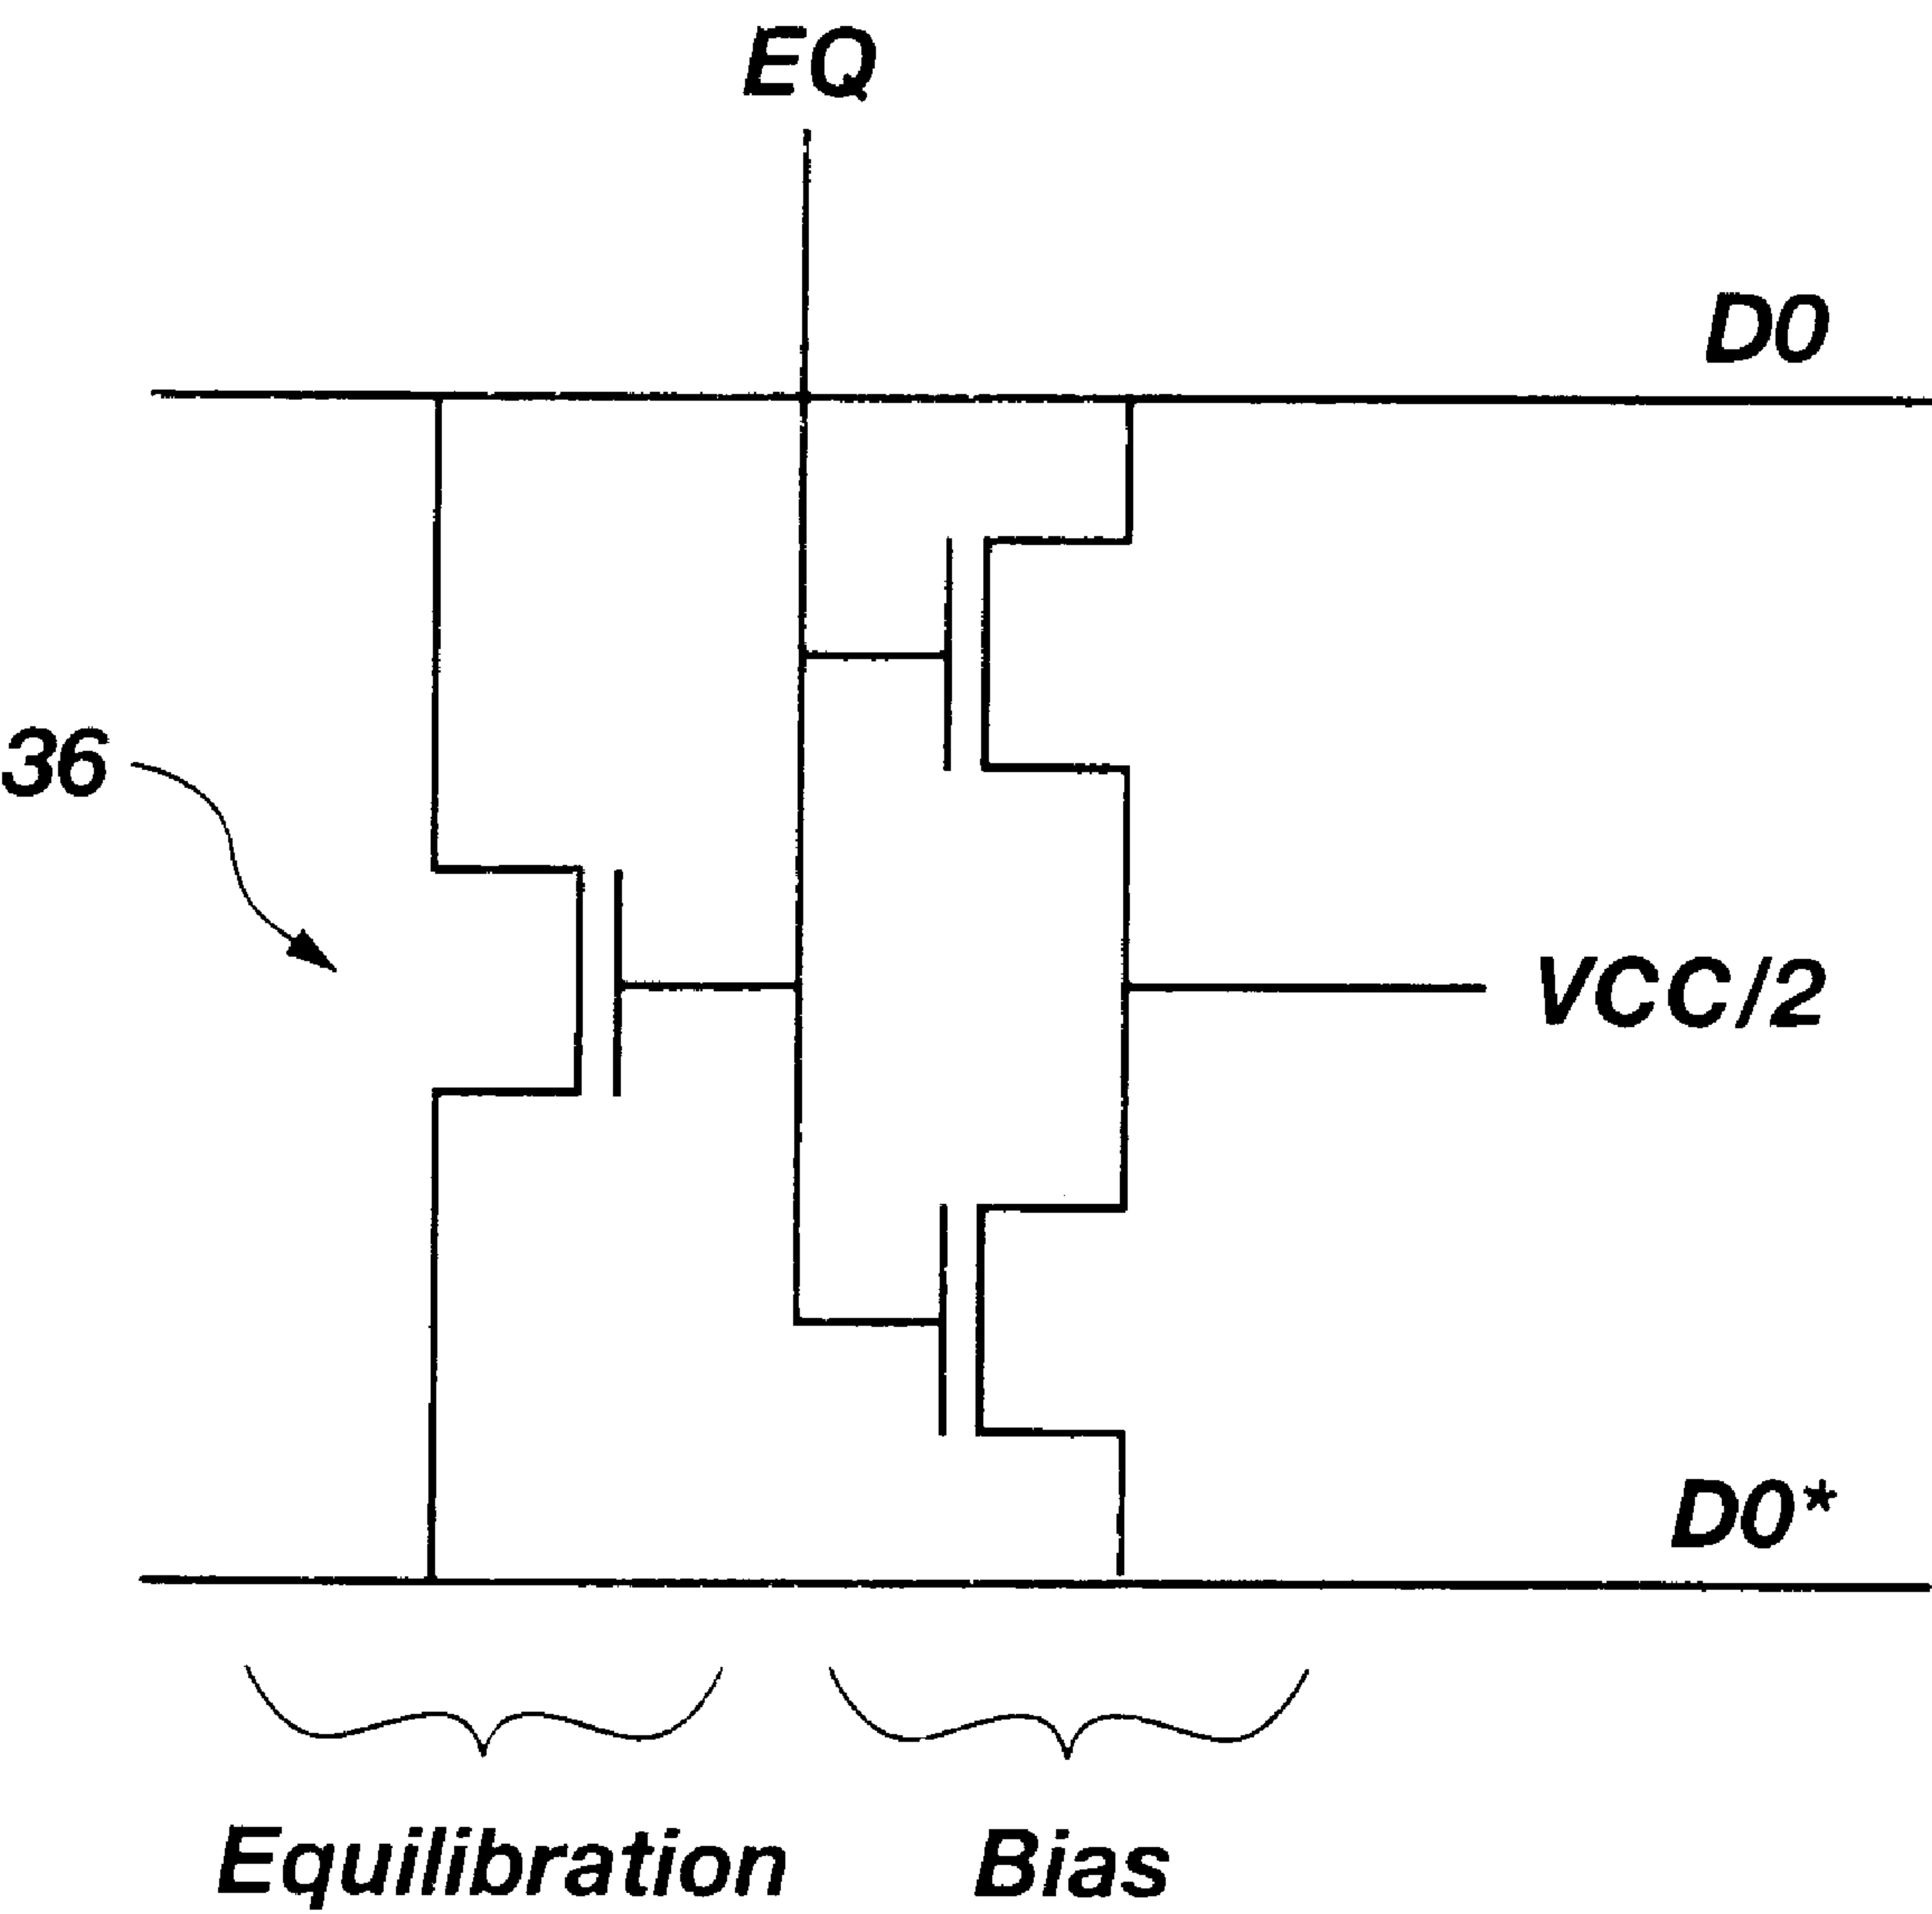 EQ
D0
36
VCC/2
D0*
Equilibration
Bias